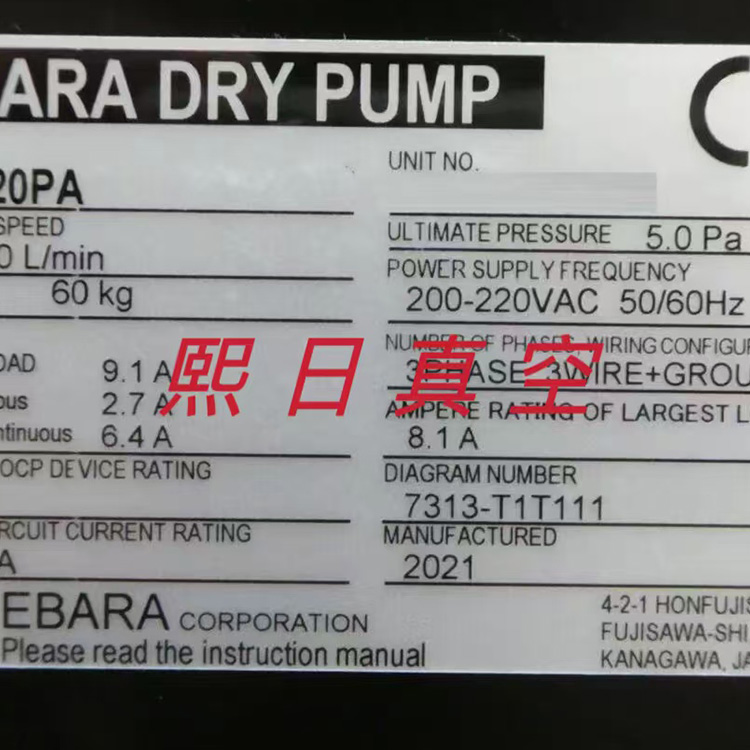 ARA DRY PUMP
C
20PA
UNIT NO.
SPEED
0 L/min
ULTIMATE PRESSURE 5.0 Pa
60 kg
POWER SUPPLY FREQUENCY
200-220VAC 50/60Hz
OAD 9.1 A
NUMBER OF PHASES, WIRING CONFIGU
3PHASE 3WIRE+GROU
熙日真空
ous 2.7 A
AMPERE RATING OF LARGEST L
ntinuous 6.4 A
8.1 A
OCP DEVICE RATING
DIAGRAM NUMBER
7313-T1T111
RCUIT CURRENT RATING
A
MANUFACTURED
2021
EBARA CORPORATION
Please read the instruction manual
4-2-1 HONFUJIS
FUJISAWA-SHI
KANAGAWA, JA